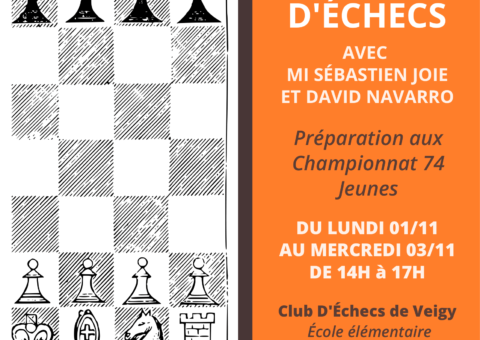 D'ÉCHECS
AVEC
MI SÉBASTIEN JOIE
ET DAVID NAVARRO
Préparation aux
Championnat 74
Jeunes
DU LUNDI 01/11
AU MERCREDI 03/11
DE 14H à 17H
Club D'Échecs de Veigy
École élémentaire